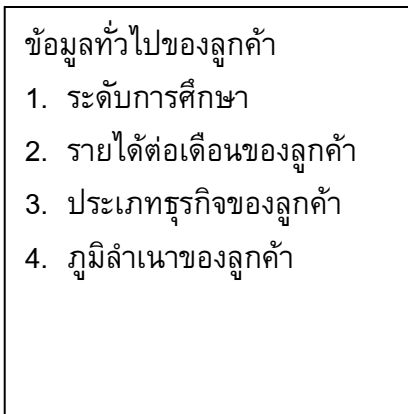 ข้อมูลทั่วไปของลูกค้า
1. ระดับการศึกษา
2. รายได้ต่อเดือนของลูกค้า
3. ประเภทธุรกิจของลูกค้า
4. ภูมิลำเนาของลูกค้า